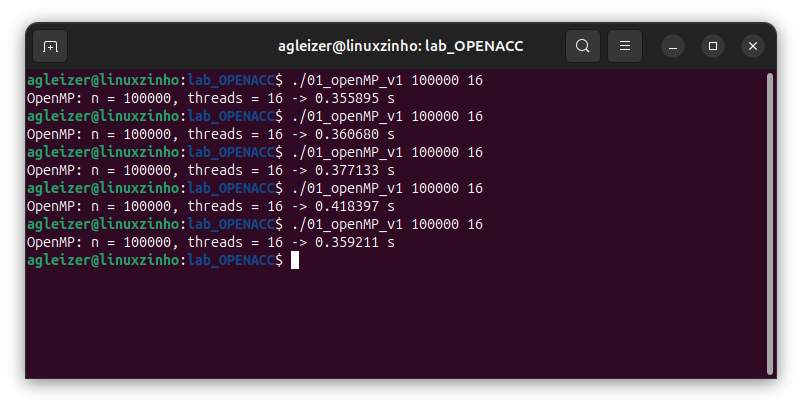 agleizer@linuxzinho: lab_OPENACC
agleizer@linuxzinho:lab_OPENACC$ ./01_openMP_v1 100000 16
OpenMP: n = 100000, threads = 16 -> 0.355895 s
agleizer@linuxzinho:lab_OPENACC$ ./01_openMP_v1 100000 16
OpenMP: n = 100000, threads = 16 -> 0.360680 s
agleizer@linuxzinho:lab_OPENACC$ ./01_openMP_v1 100000 16
OpenMP: n = 100000, threads = 16 -> 0.377133 s
agleizer@linuxzinho:lab_OPENACC$ ./01_openMP_v1 100000 16
OpenMP: n = 100000, threads = 16 -> 0.418397 s
agleizer@linuxzinho:lab_OPENACC$ ./01_openMP_v1 100000 16
OpenMP: n = 100000, threads = 16 -> 0.359211 s
agleizer@linuxzinho:lab_OPENACC$